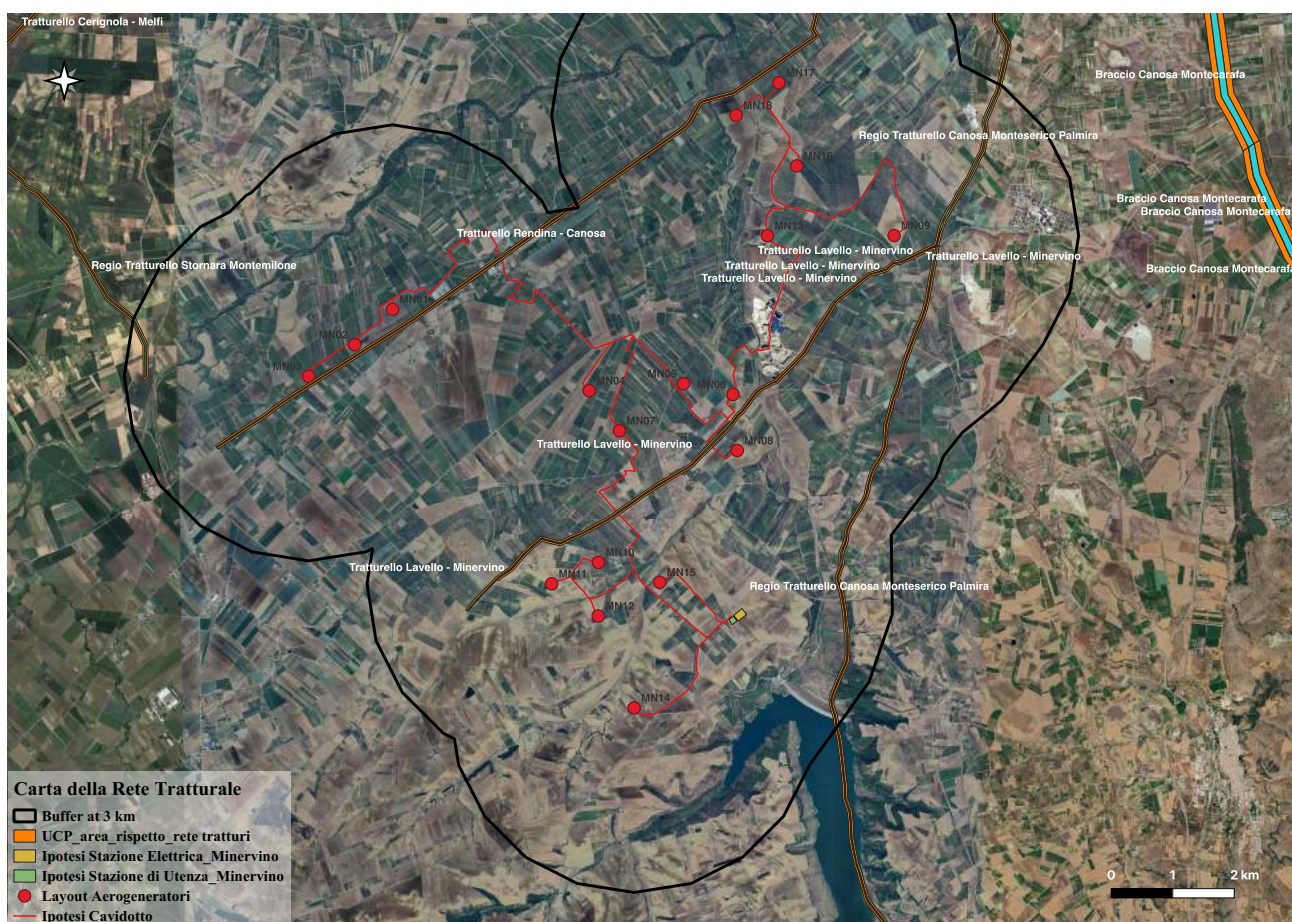 Tratturello Cerignola - Melfi
Braccio Canosa Montecarafa
MN17
MN18
Regio Tratturello Canosa Monteserico Palmira
MN16
Braccio Canosa Montecarafa
Braccio Canosa Montecarafa
Tratturello Rendina - Canosa
MN13
MN09
Tratturello Lavello - Minervino
Tratturello Lavello - Minervino
Regio Tratturello Stornara Montemilone
Tratturello Lavello - Minervino
Braccio Canosa Montecarafa
Tratturello Lavello - Minervino
MN01
MN02
MN03
MN04
MN05
MN06
MN07
Tratturello Lavello - Minervino
MN08
MN10
Tratturello Lavello - Minervino
MN11
MN15
Regio Tratturello Canosa Monteserico Palmira
MN12
MN14
Carta della Rete Tratturale
Buffer at 3 km
UCP_area_rispetto_rete tratturi
Ipotesi Stazione Elettrica_Minervino
Ipotesi Stazione di Utenza_Minervino
Layout Aerogeneratori
Ipotesi Cavidotto
0 1 2 km